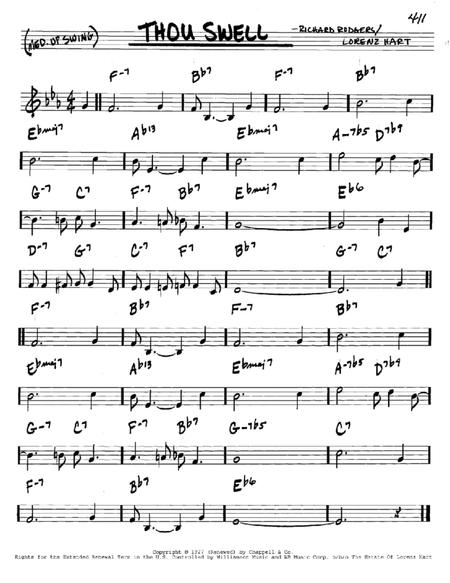 411
(MED. UP SWING) THOU SWELL -RICHARD RODGERS/
LORENZ HART
F-7 Bb7 F-7 Bb7
Ebmaj7 Ab13 Ebmaj7 A-7b5 D7b9
G-7 C7 F-7 Bb7 Ebmaj7 Eb6
D-7 G-7 C-7 F7 Bb7 G-7 C7
F-7 Bb7 F-7 Bb7
Ebmaj7 Ab13 Ebmaj7 A-7b5 D7b9
G-7 C7 F-7 Bb7 G-7b5 C7
F-7 Bb7 Eb6
Copyright © 1927 (Renewed) by Chappell & Co.
Rights for the Extended Renewal Term in the U.S. Controlled by Williamson Music and WB Music Corp. o/b/o The Estate Of Lorenz Hart